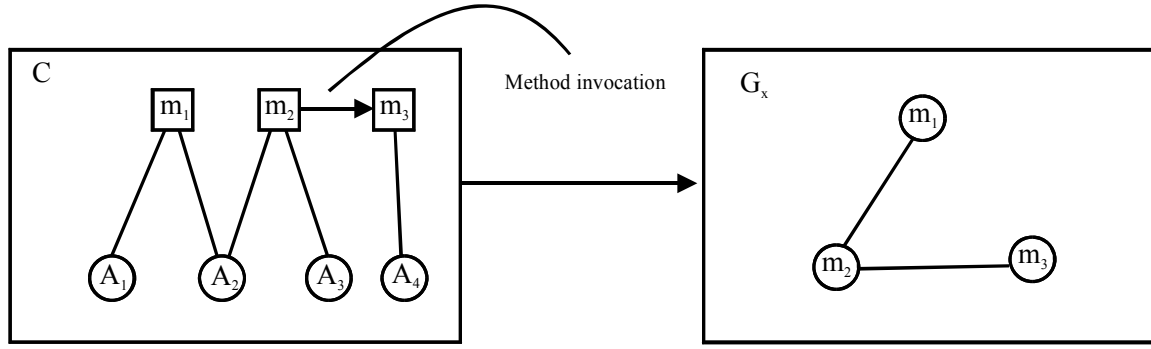 C
m₁ m₂ m₃
A₁ A₂ A₃ A₄
Method invocation
Gₓ
m₁
m₂ m₃